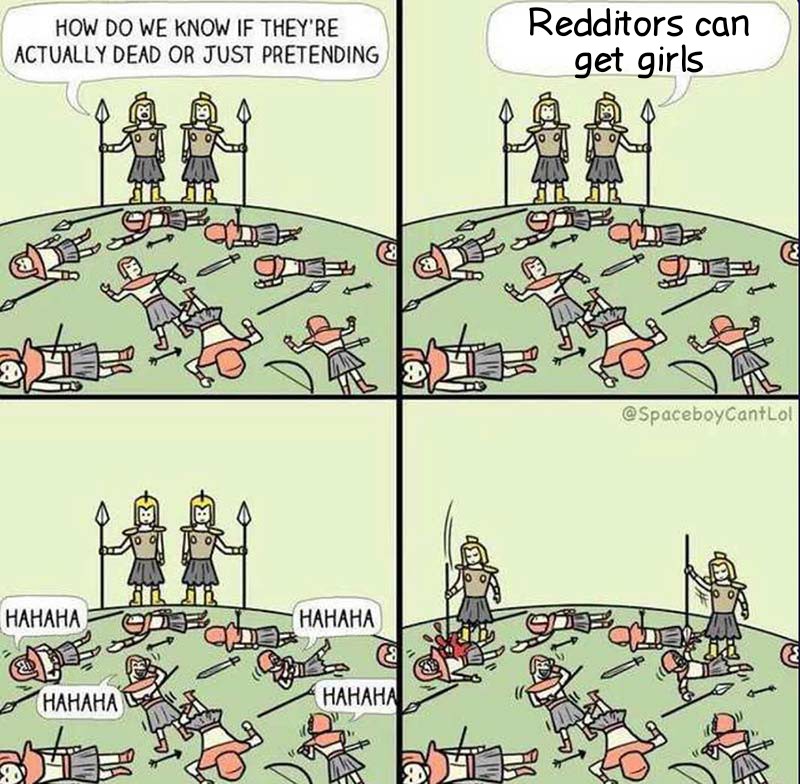 HOW DO WE KNOW IF THEY'RE
ACTUALLY DEAD OR JUST PRETENDING
Redditors can
get girls
HAHAHA
HAHAHA
HAHAHA
HAHAHA
@SpaceboyCantLol